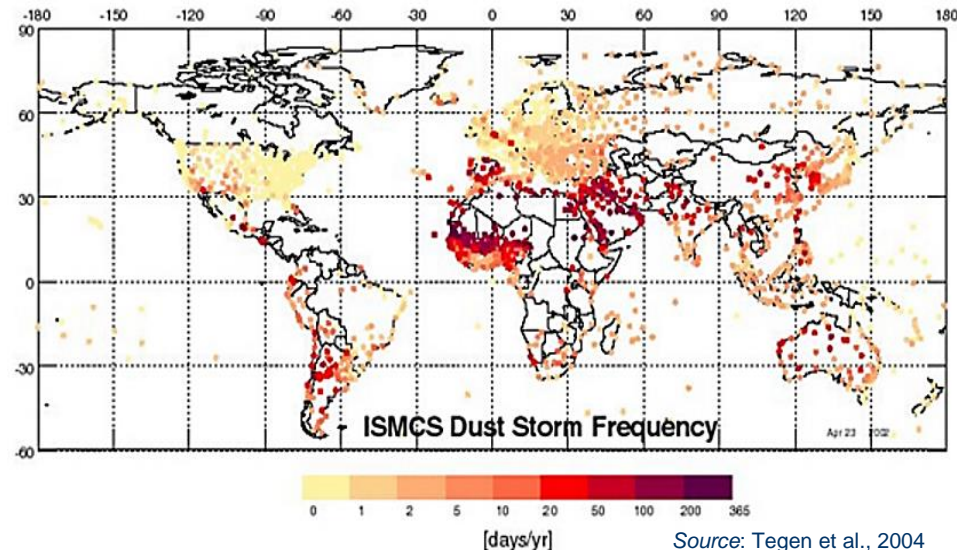 -180 -150 -120 -90 -60 -30 0 30 60 90 120 150 180
90
60
30
0
-30
-60
ISMCS Dust Storm Frequency
Apr 23 2002
0 1 2 5 10 20 50 100 200 365
[days/yr]
Source: Tegen et al., 2004